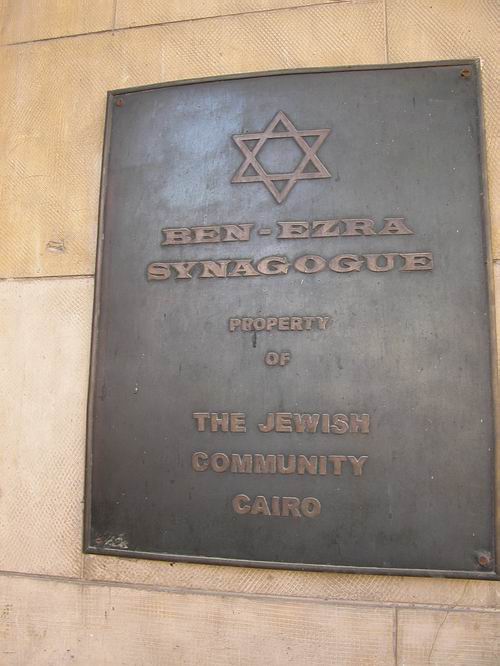 BEN-EZRA
SYNAGOGUE
PROPERTY
OF
THE JEWISH
COMMUNITY
CAIRO